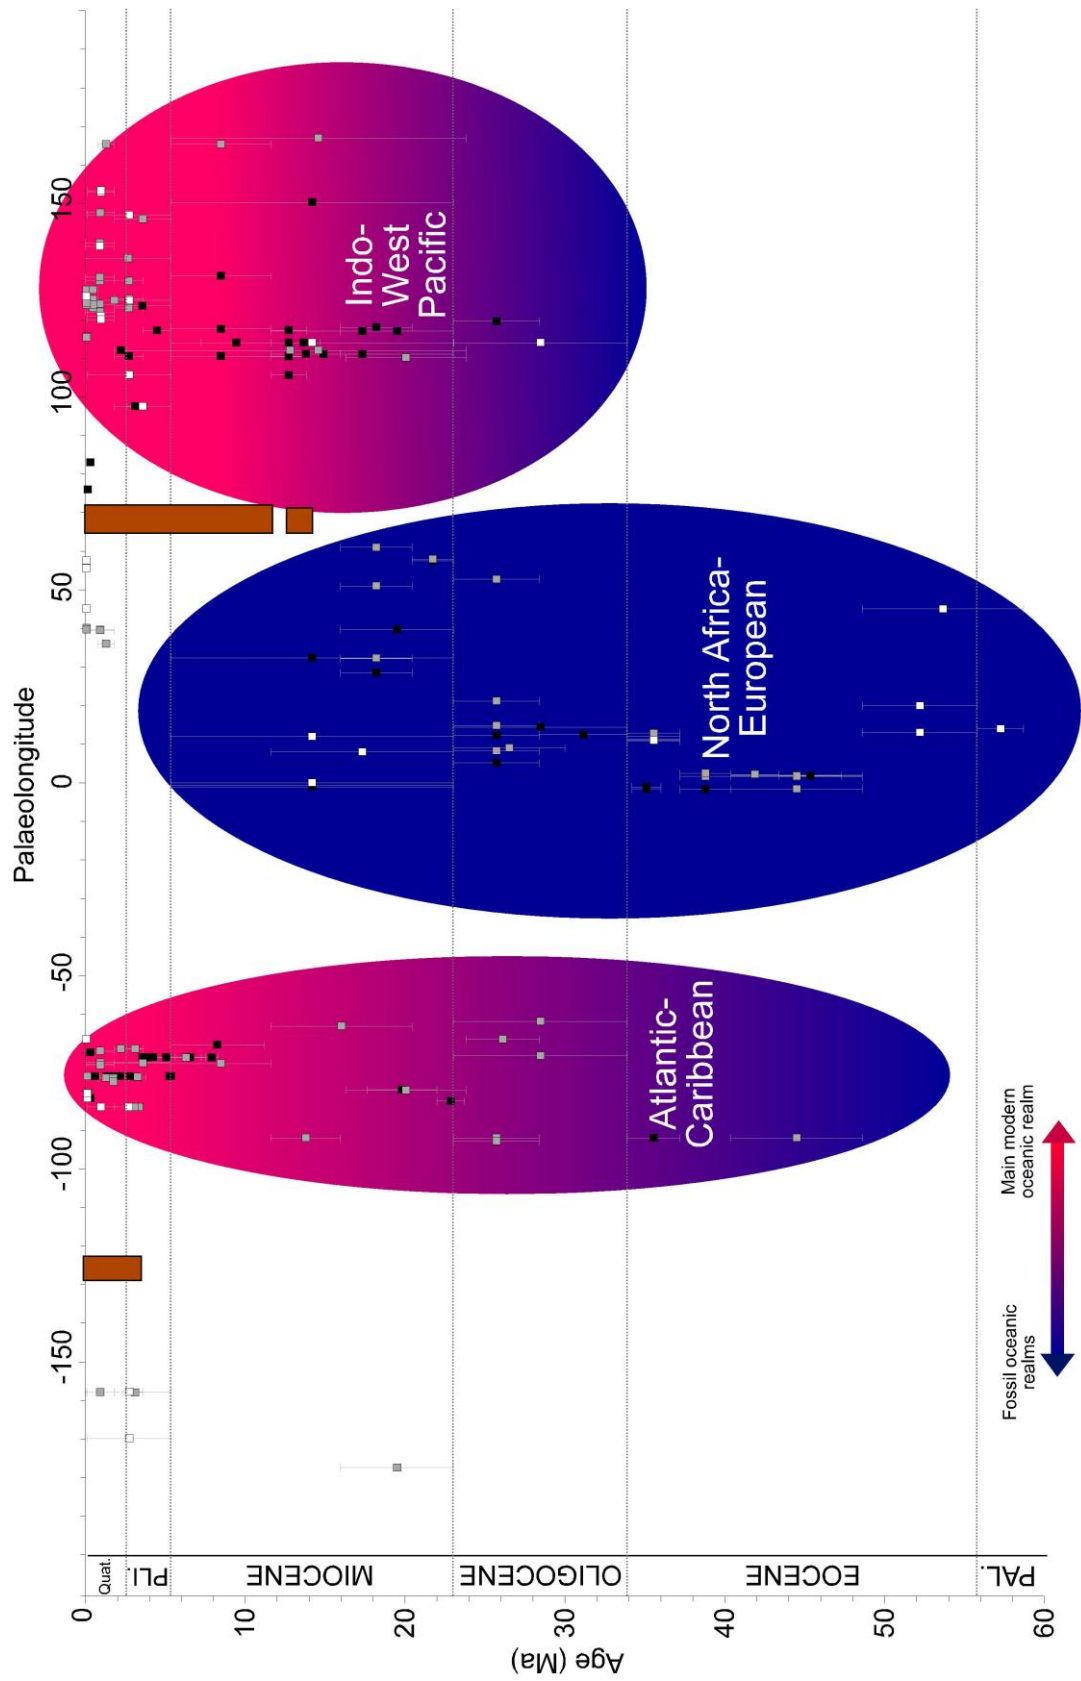 Palaeolongitude
-150
-100
-50
0
50
100
150
Age (Ma)
0
10
20
30
40
50
60
Quat.
PLI.
MIOCENE
OLIGOCENE
EOCENE
PAL.
Atlantic-
Caribbean
North Africa-
European
Indo-
West
Pacific
Fossil oceanic
realms
Main modern
oceanic realm